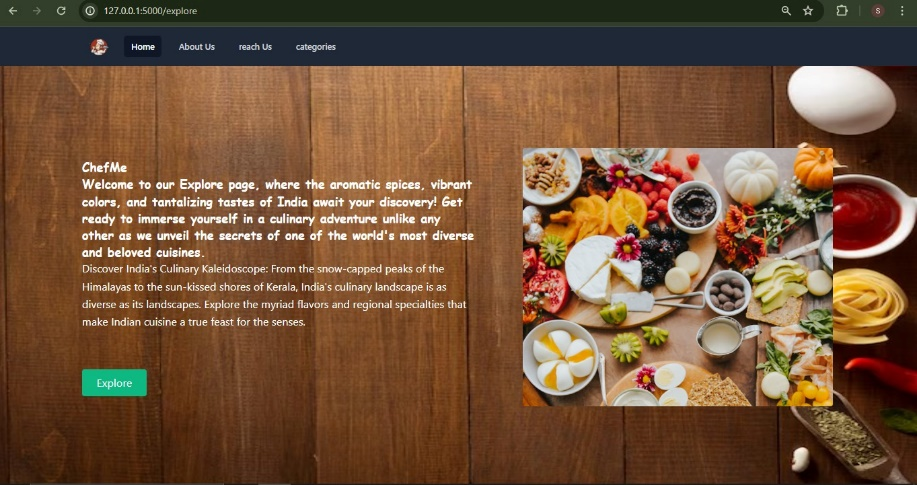 127.0.0.1:5000/explore
S
Home About Us reach Us categories
ChefMe
Welcome to our Explore page, where the aromatic spices, vibrant
colors, and tantalizing tastes of India await your discovery! Get
ready to immerse yourself in a culinary adventure unlike any
other as we unveil the secrets of one of the world's most diverse
and beloved cuisines.
Discover India's Culinary Kaleidoscope: From the snow-capped peaks of the
Himalayas to the sun-kissed shores of Kerala, India's culinary landscape is as
diverse as its landscapes. Explore the myriad flavors and regional specialties that
make Indian cuisine a true feast for the senses.
Explore